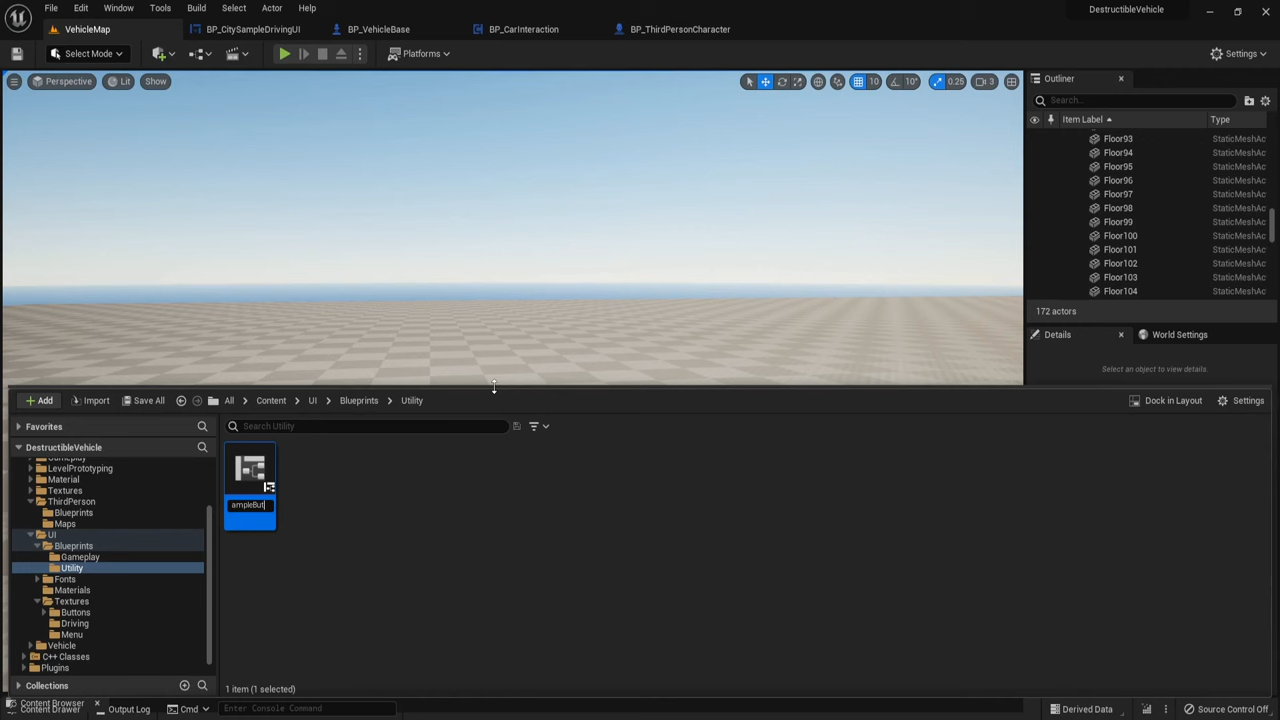 File Edit Window Tools Build Select Actor Help
DestructibleVehicle
VehicleMap BP_CitySampleDrivingUI BP_VehicleBase BP_CarInteraction BP_ThirdPersonCharacter
Select Mode Platforms Settings
Perspective Lit Show 10 10° 0.25 3
Outliner
Search...
Item Label Type
Floor93 StaticMeshAc
Floor94 StaticMeshAc
Floor95 StaticMeshAc
Floor96 StaticMeshAc
Floor97 StaticMeshAc
Floor98 StaticMeshAc
Floor99 StaticMeshAc
Floor100 StaticMeshAc
Floor101 StaticMeshAc
Floor102 StaticMeshAc
Floor103 StaticMeshAc
Floor104 StaticMeshAc
172 actors
Details World Settings
Select an object to view details.
Add Import Save All All Content UI Blueprints Utility Dock in Layout Settings
Favorites
Search Utility
DestructibleVehicle
LevelPrototyping
Material
Textures
ThirdPerson
Blueprints
Maps
UI
Blueprints
Gameplay
Utility
Fonts
Materials
Textures
Buttons
Driving
Menu
Vehicle
C++ Classes
Plugins
ampleBut
Collections
1 item (1 selected)
Content Browser
Content Drawer Output Log Cmd Enter Console Command Derived Data Source Control Off